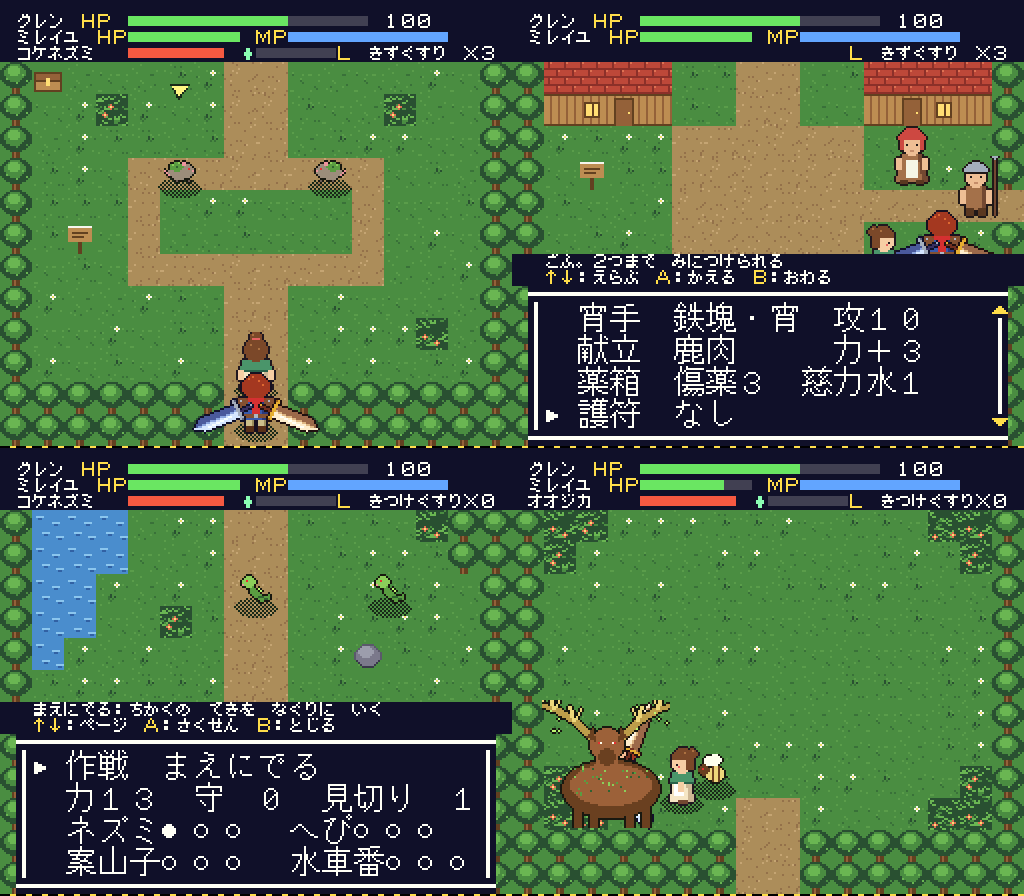 クレン HP 100
ミレイユ HP MP
コケネズミ L きずぐすり X3
クレン HP 100
ミレイユ HP MP
L きずぐすり X3
ごふ。2つまで みにつけられる
↑↓:えらぶ A:かえる B:おわる
宵手 鉄塊・宵 攻10
献立 鹿肉 力+3
薬箱 傷薬3 慈力水1
▶護符 なし
クレン HP 100
ミレイユ HP MP
コケネズミ L きつけぐすりX0
まえにでる:ちかくの てきを なぐりに いく
↑↓:ページ A:さくせん B:とじる
▶作戦 まえにでる
力13 守 0 見切り 1
ネズミ●○○ へび○○○
案山子○○○ 水車番○○○
クレン HP 100
ミレイユ HP MP
オオジカ L きつけぐすりX0